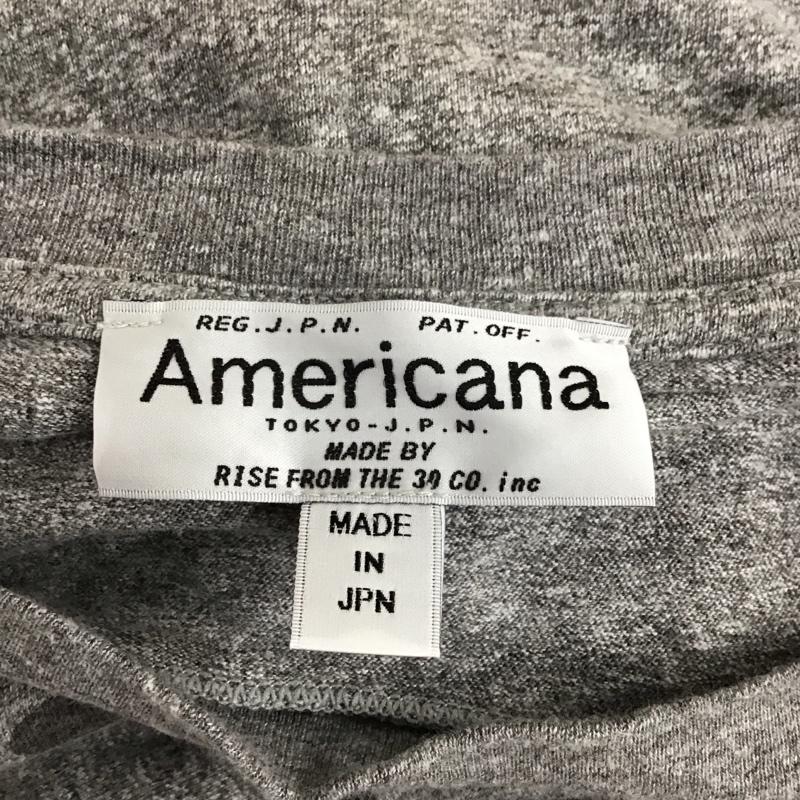 REG.J.P.N. PAT.OFF.
Americana
TOKYO-J.P.N.
MADE BY
RISE FROM THE 30 CO. inc
MADE
IN
JPN